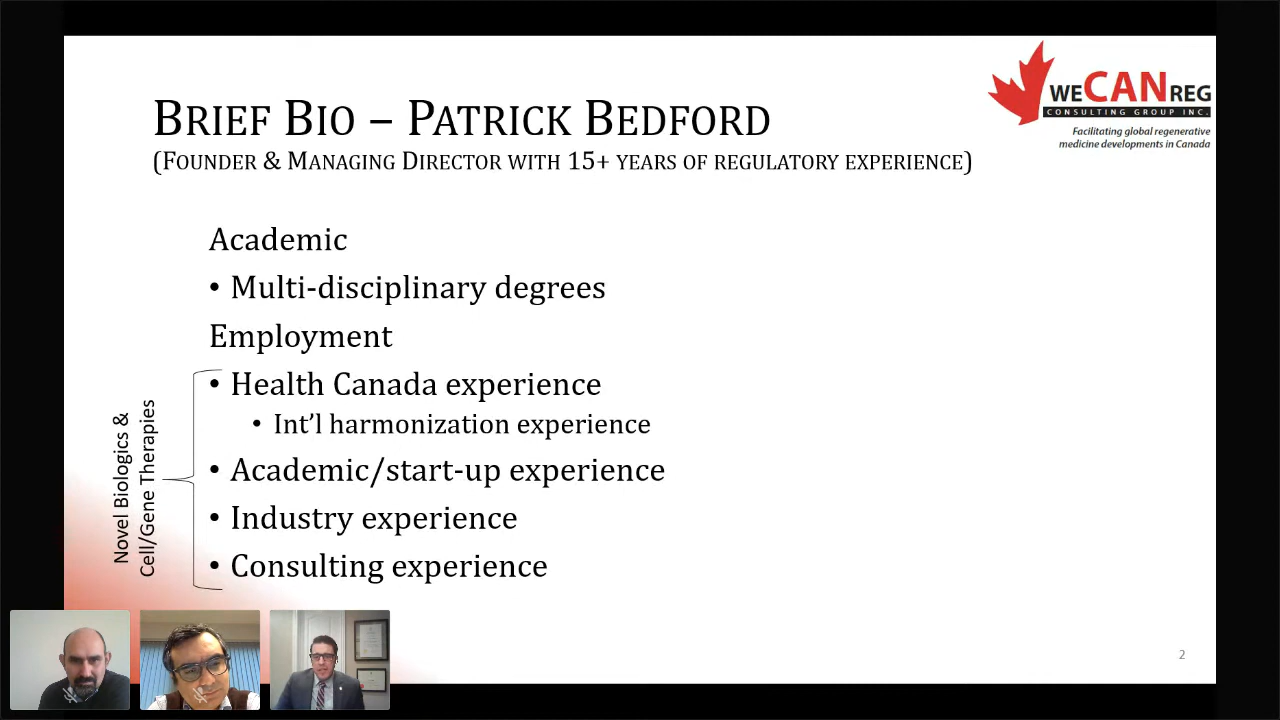 BRIEF BIO – PATRICK BEDFORD
(FOUNDER & MANAGING DIRECTOR WITH 15+ YEARS OF REGULATORY EXPERIENCE)
weCANreg
CONSULTING GROUP INC.
Facilitating global regenerative
medicine developments in Canada
Academic
• Multi-disciplinary degrees
Employment
• Health Canada experience
• Int’l harmonization experience
• Academic/start-up experience
• Industry experience
• Consulting experience
Novel Biologics &
Cell/Gene Therapies
2